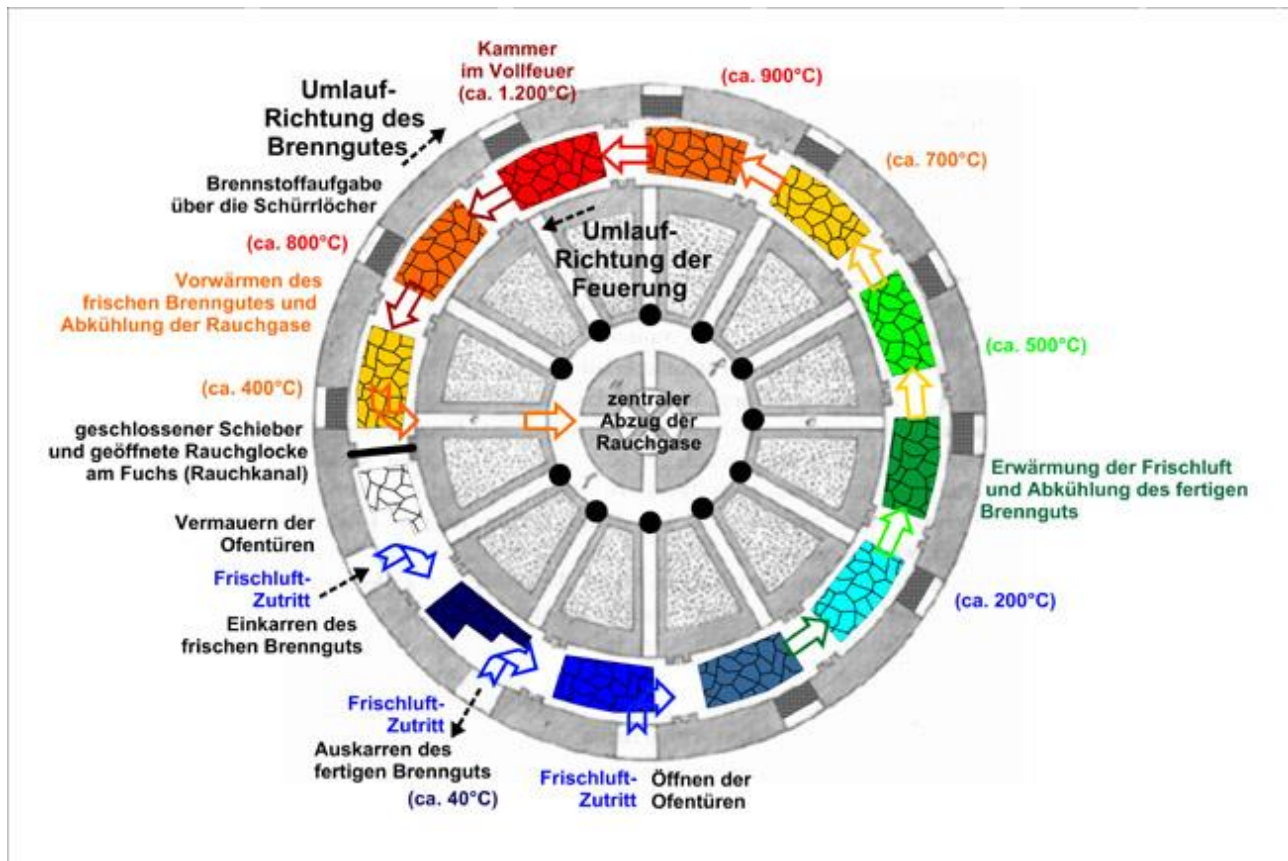 Kammer
im Vollfeuer
(ca. 1.200°C)
(ca. 900°C)
Umlauf-
Richtung des
Brenngutes
(ca. 700°C)
Brennstoffaufgabe
über die Schürrlöcher
(ca. 800°C)
Umlauf-
Richtung der
Feuerung
Vorwärmen des
frischen Brenngutes und
Abkühlung der Rauchgase
(ca. 500°C)
(ca. 400°C)
zentraler
Abzug der
Rauchgase
geschlossener Schieber
und geöffnete Rauchglocke
am Fuchs (Rauchkanal)
Erwärmung der Frischluft
und Abkühlung des fertigen
Brennguts
Vermauern der
Ofentüren
Frischluft-
Zutritt
(ca. 200°C)
Einkarren des
frischen Brennguts
Frischluft-
Zutritt
Auskarren des
fertigen Brennguts
(ca. 40°C)
Frischluft-
Zutritt
Öffnen der
Ofentüren